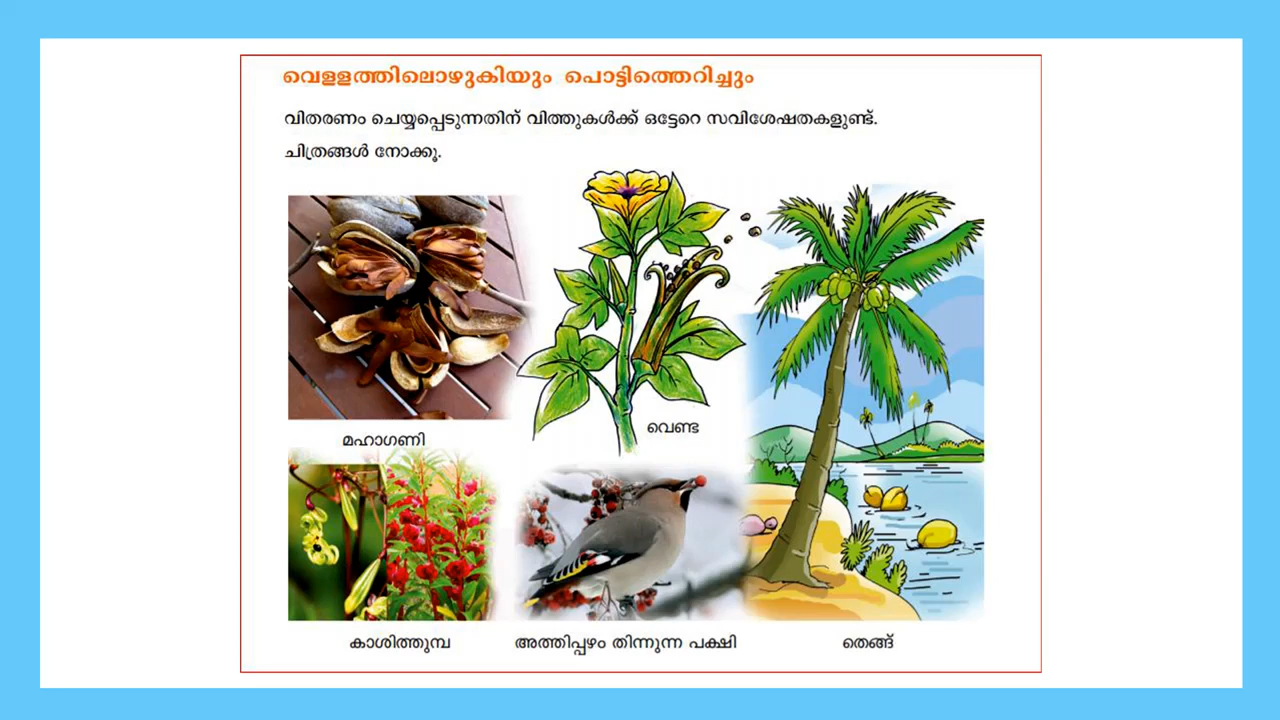 വെള്ളത്തിലൊഴുകിയും പൊട്ടിത്തെറിച്ചും
വിതരണം ചെയ്യപ്പെടുന്നതിന് വിത്തുകൾക്ക് ഒട്ടേറെ സവിശേഷതകളുണ്ട്.
ചിത്രങ്ങൾ നോക്കൂ.
മഹാഗണി
വെണ്ട
കാശിത്തുമ്പ
അത്തിപ്പഴം തിന്നുന്ന പക്ഷി
തെങ്ങ്